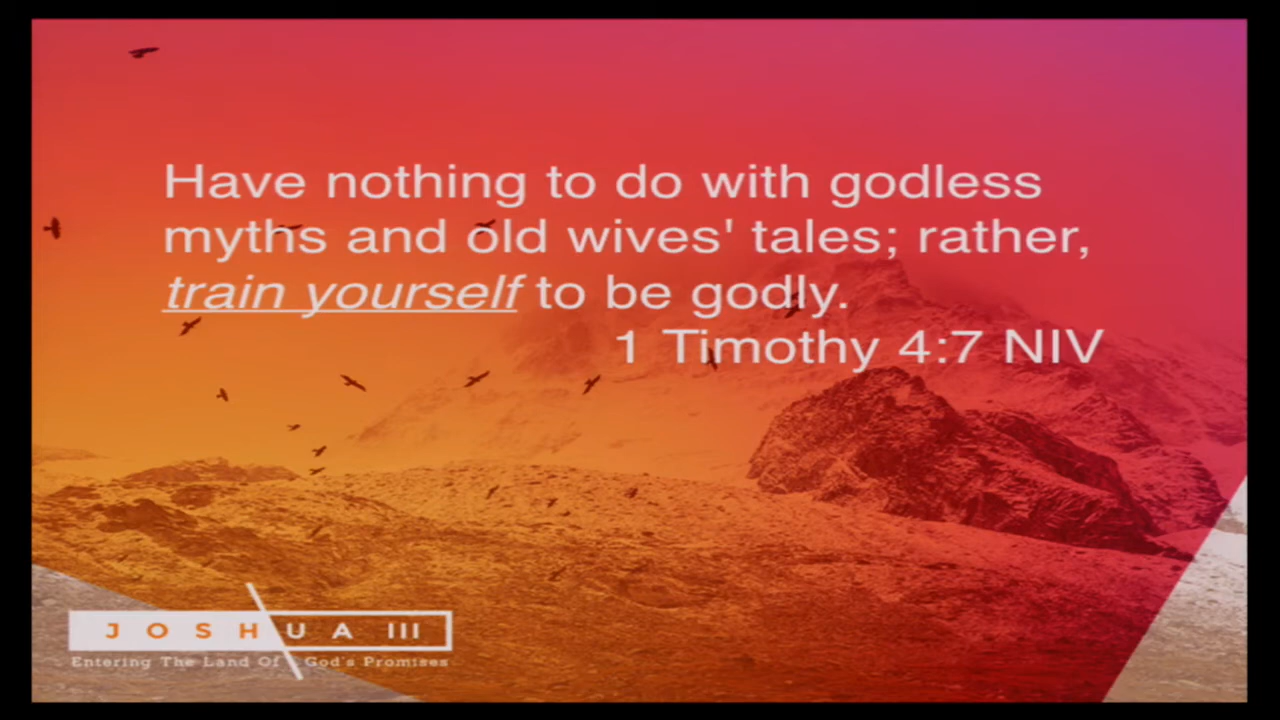 Have nothing to do with godless
myths and old wives' tales; rather,
train yourself to be godly.
1 Timothy 4:7 NIV
JOSHUA III
Entering The Land Of God's Promises